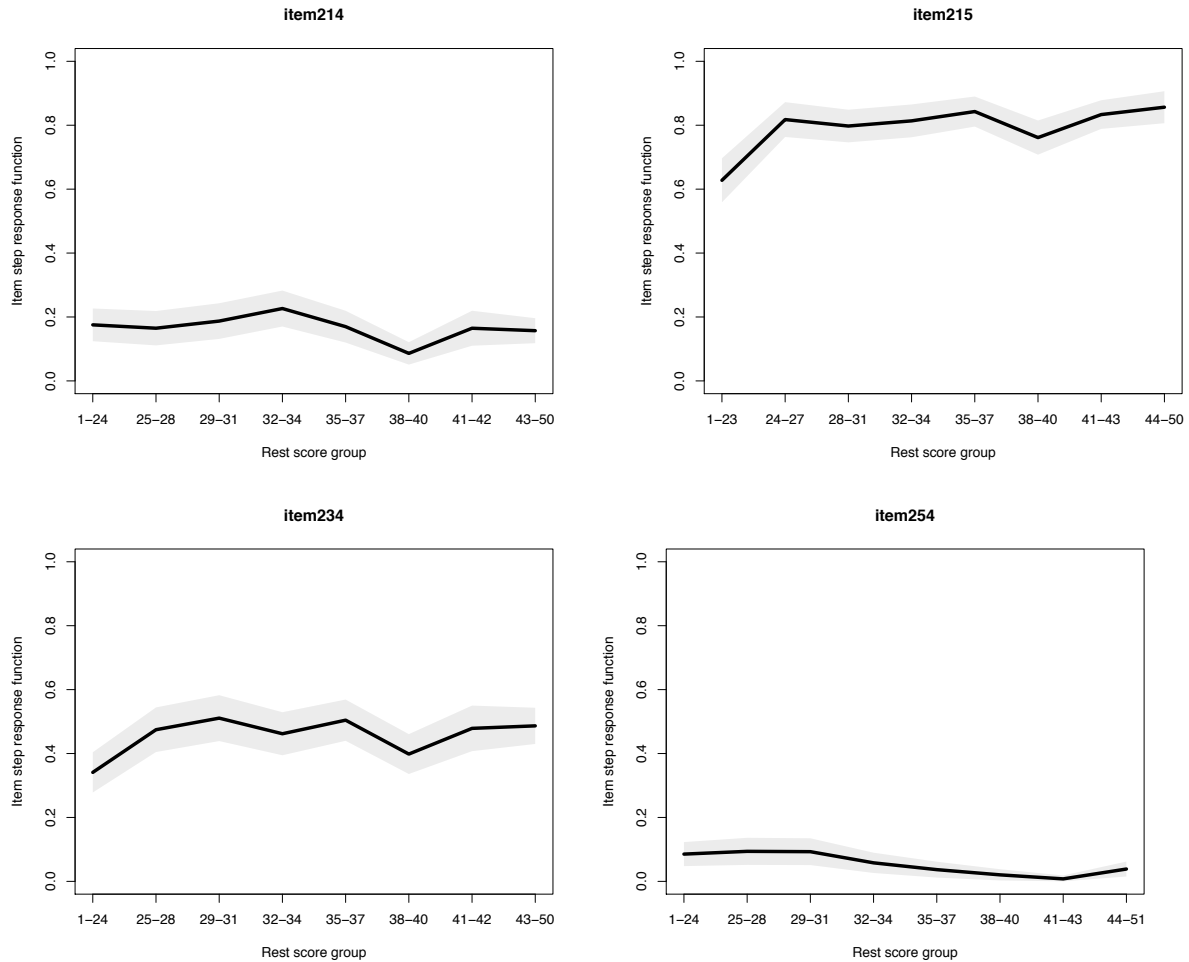 item214
Item step response function
1.0
0.8
0.6
0.4
0.2
0.0
1−24 25−28 29−31 32−34 35−37 38−40 41−42 43−50
Rest score group
item215
Item step response function
1.0
0.8
0.6
0.4
0.2
0.0
1−23 24−27 28−31 32−34 35−37 38−40 41−43 44−50
Rest score group
item234
Item step response function
1.0
0.8
0.6
0.4
0.2
0.0
1−24 25−28 29−31 32−34 35−37 38−40 41−42 43−50
Rest score group
item254
Item step response function
1.0
0.8
0.6
0.4
0.2
0.0
1−24 25−28 29−31 32−34 35−37 38−40 41−43 44−51
Rest score group